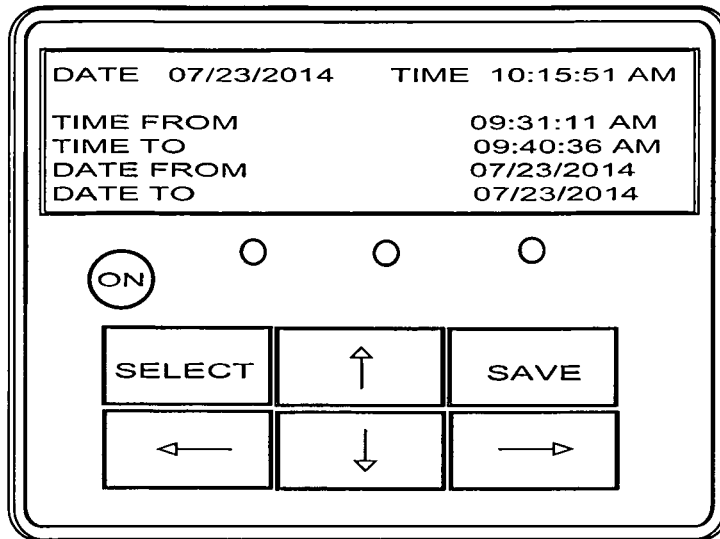 DATE 07/23/2014 TIME 10:15:51 AM
TIME FROM 09:31:11 AM
TIME TO 09:40:36 AM
DATE FROM 07/23/2014
DATE TO 07/23/2014
ON
SELECT SAVE